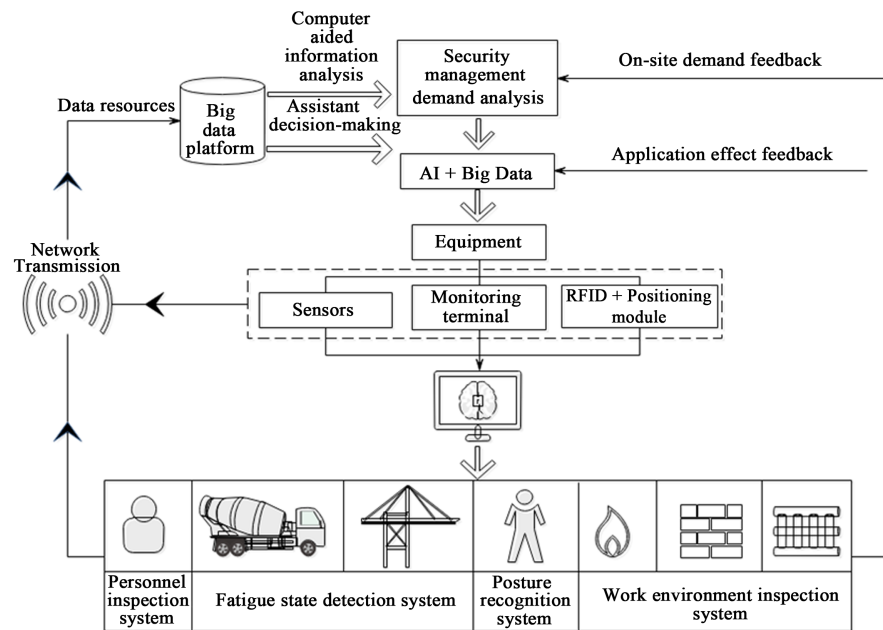 Computer
aided
information
analysis
Security
management
demand analysis
On-site demand feedback
Data resources
Big
data
platform
Assistant
decision-making
AI + Big Data
Application effect feedback
Equipment
Network
Transmission
Sensors
Monitoring
terminal
RFID + Positioning
module
Personnel
inspection
system
Fatigue state detection system
Posture
recognition
system
Work environment inspection
system